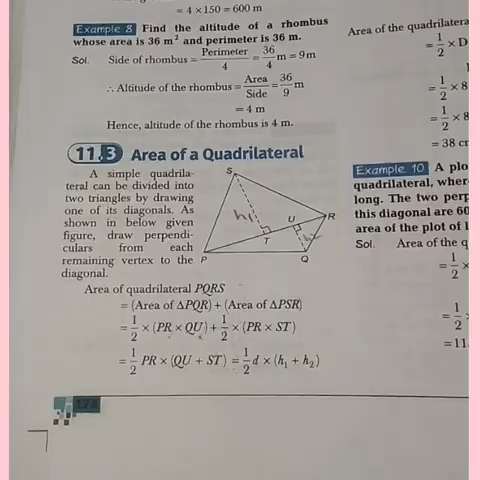 = 4 × 150 = 600 m
Example 8 Find the altitude of a rhombus
whose area is 36 m² and perimeter is 36 m.
Sol. Side of rhombus = Perimeter/4 = 36/4 m = 9 m
∴ Altitude of the rhombus = Area/Side = 36/9 m
= 4 m
Hence, altitude of the rhombus is 4 m.
11.3 Area of a Quadrilateral
A simple quadrila-
teral can be divided into
two triangles by drawing
one of its diagonals. As
shown in below given
figure, draw perpendi-
culars from each
remaining vertex to the
diagonal.
S
h₁
U
R
T
h₂
P
Q
Area of quadrilateral PQRS
= (Area of ΔPQR) + (Area of ΔPSR)
= 1/2 × (PR × QU) + 1/2 × (PR × ST)
= 1/2 PR × (QU + ST) = 1/2 d × (h₁ + h₂)
Area of the quadrilatera
= 1/2 × D
= 1/2 × 8
= 1/2 × 8
= 38 cm
Example 10 A plo
quadrilateral, wher
long. The two perp
this diagonal are 60
area of the plot of l
Sol. Area of the q
= 1/2 ×
= 1/2 ×
= 11.